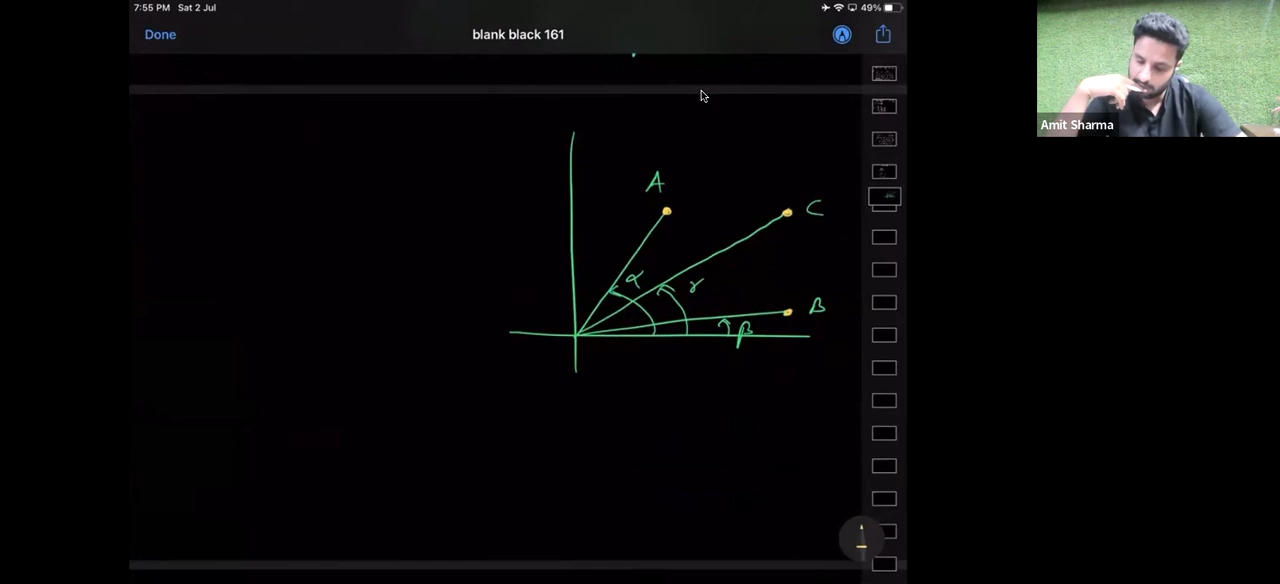 7:55 PM Sat 2 Jul
49%
Done
blank black 161
Amit Sharma
A
C
α
γ
B
β